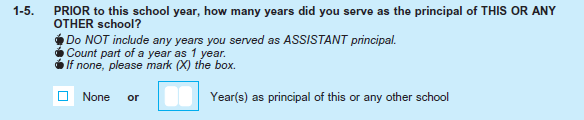 1-5. PRIOR to this school year, how many years did you serve as the principal of THIS OR ANY
OTHER school?
Do NOT include any years you served as ASSISTANT principal.
Count part of a year as 1 year.
If none, please mark (X) the box.
None or Year(s) as principal of this or any other school